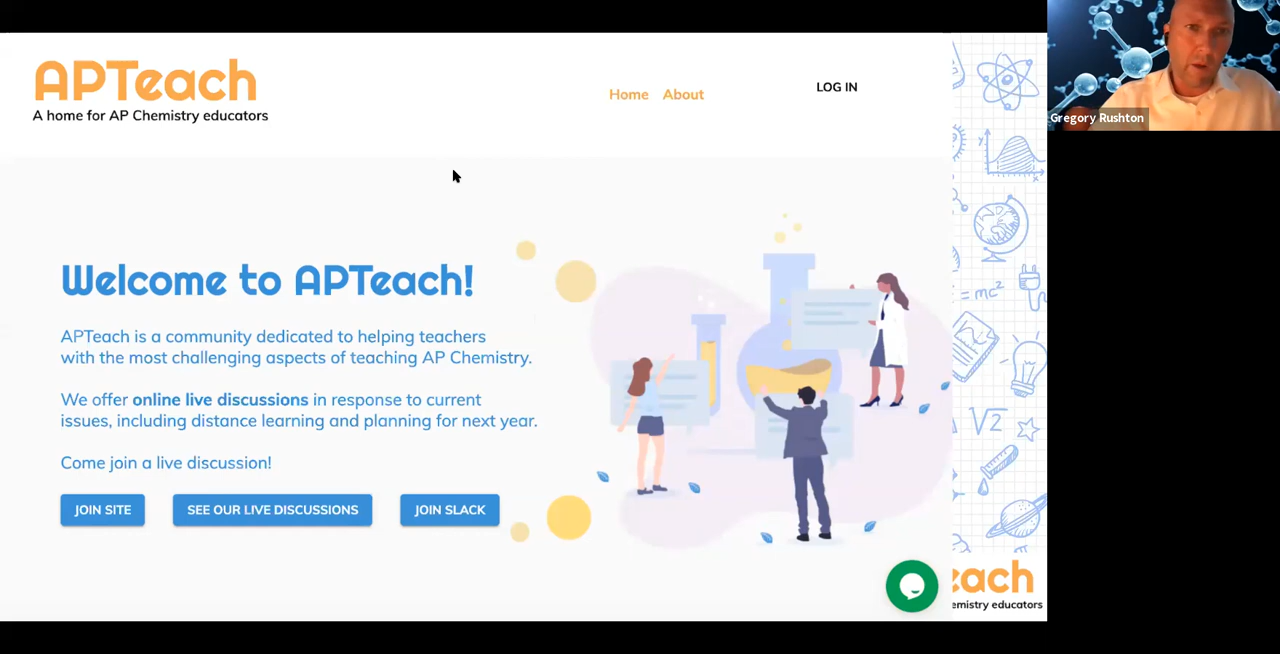 APTeach
A home for AP Chemistry educators
Home About
LOG IN
Gregory Rushton
Welcome to APTeach!
APTeach is a community dedicated to helping teachers
with the most challenging aspects of teaching AP Chemistry.
We offer online live discussions in response to current
issues, including distance learning and planning for next year.
Come join a live discussion!
JOIN SITE
SEE OUR LIVE DISCUSSIONS
JOIN SLACK
y
x
= mc²
√2
each
emistry educators